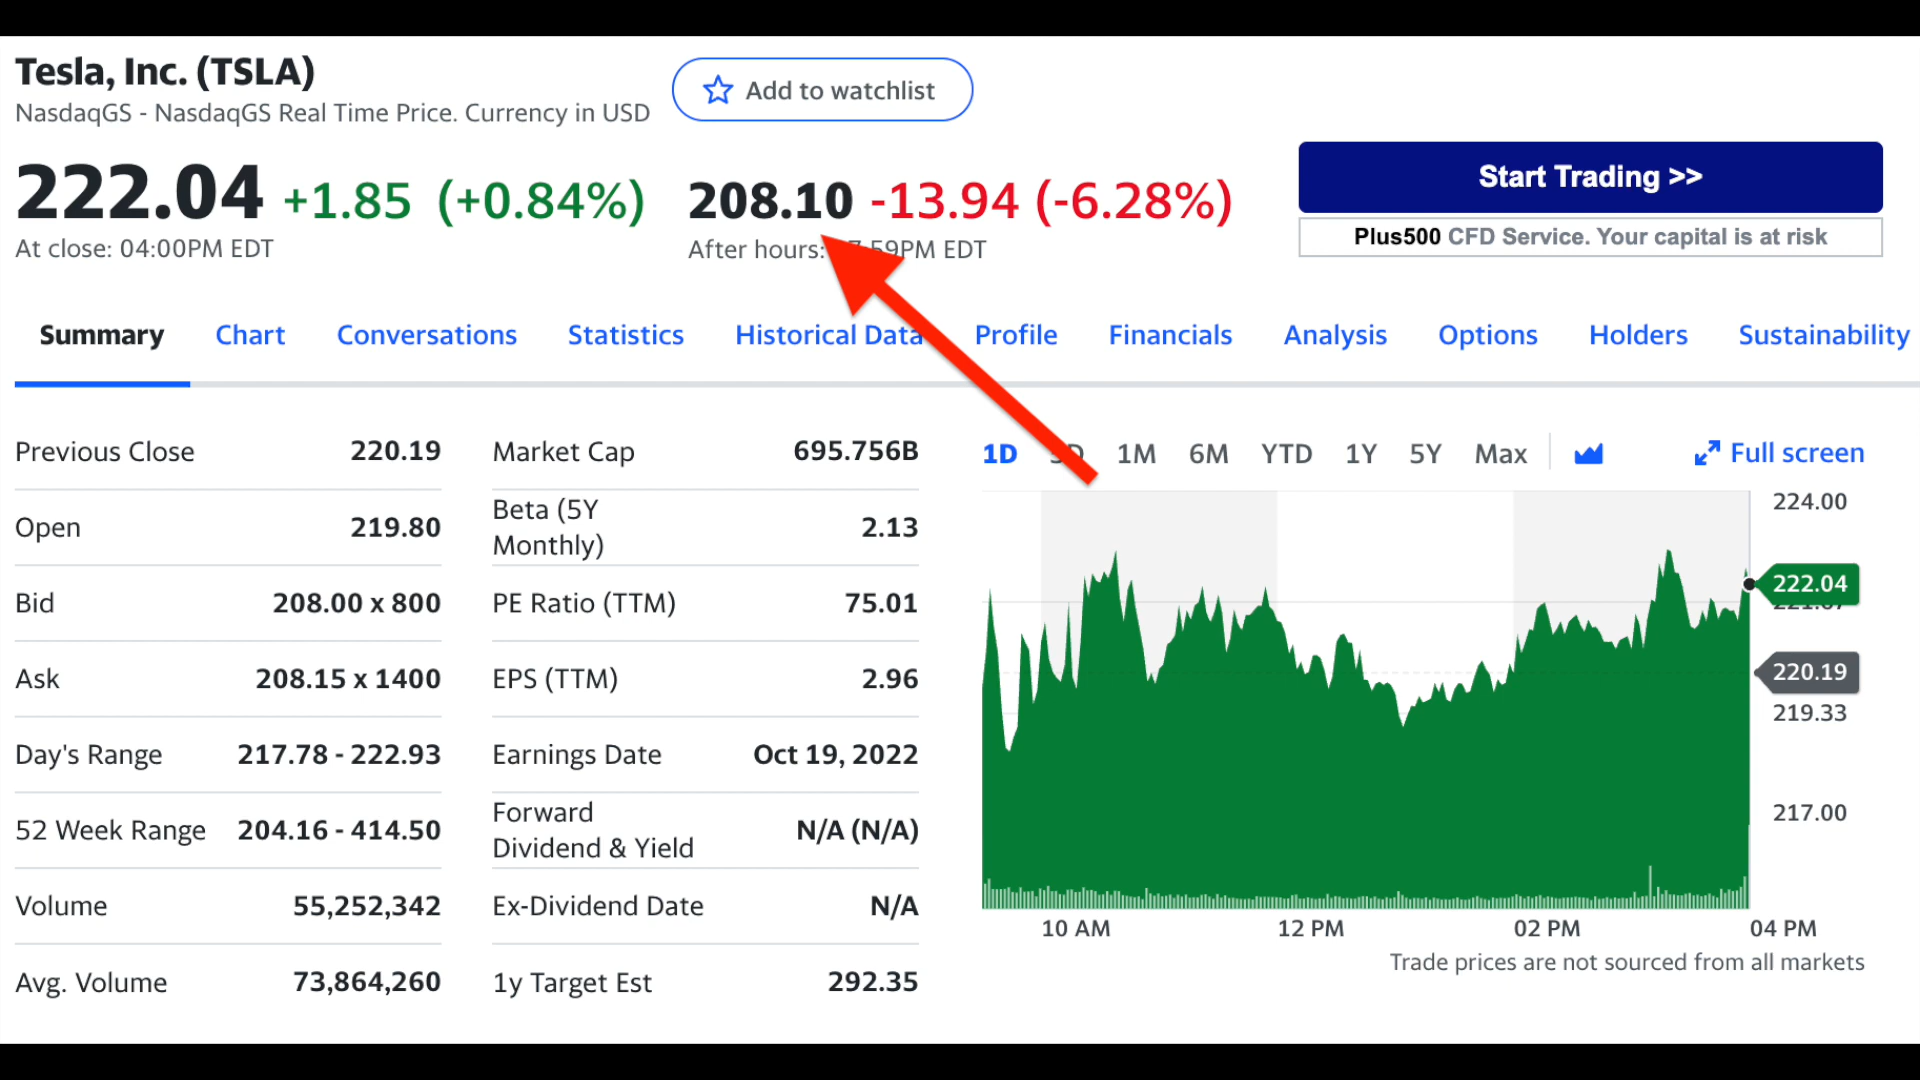 Tesla, Inc. (TSLA)
NasdaqGS - NasdaqGS Real Time Price. Currency in USD
Add to watchlist
222.04 +1.85 (+0.84%)
At close: 04:00PM EDT
208.10 -13.94 (-6.28%)
After hours: 7:59PM EDT
Start Trading >>
Plus500 CFD Service. Your capital is at risk
Summary Chart Conversations Statistics Historical Data Profile Financials Analysis Options Holders Sustainability
Previous Close 220.19
Open 219.80
Bid 208.00 x 800
Ask 208.15 x 1400
Day's Range 217.78 - 222.93
52 Week Range 204.16 - 414.50
Volume 55,252,342
Avg. Volume 73,864,260
Market Cap 695.756B
Beta (5Y
Monthly) 2.13
PE Ratio (TTM) 75.01
EPS (TTM) 2.96
Earnings Date Oct 19, 2022
Forward
Dividend & Yield N/A (N/A)
Ex-Dividend Date N/A
1y Target Est 292.35
1D 1M 6M YTD 1Y 5Y Max Full screen
224.00
222.04
220.19
219.33
217.00
10 AM 12 PM 02 PM 04 PM
Trade prices are not sourced from all markets